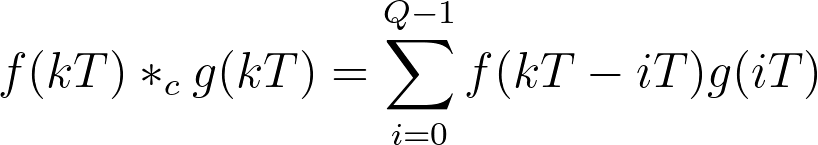 f(kT) *_c g(kT) = \sum_{i=0}^{Q-1} f(kT - iT)g(iT)